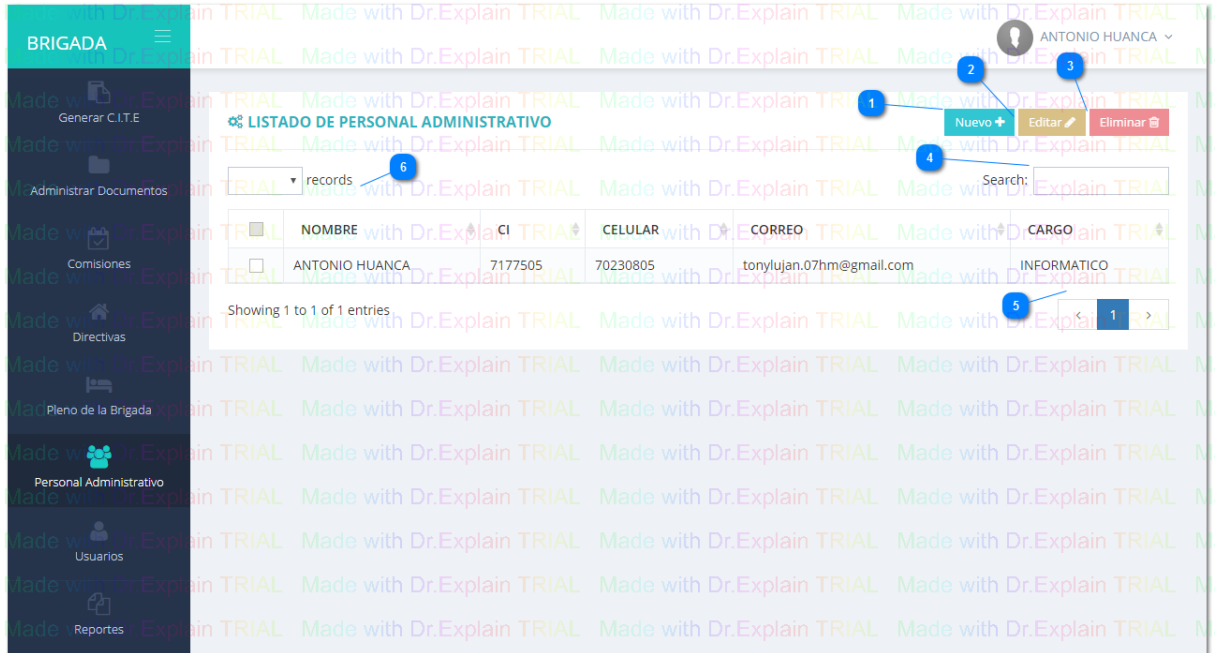 BRIGADA
ANTONIO HUANCA
Generar C.I.T.E
Administrar Documentos
Comisiones
Directivas
Pleno de la Brigada
Personal Administrativo
Usuarios
Reportes
LISTADO DE PERSONAL ADMINISTRATIVO
1
2
3
Nuevo
Editar
Eliminar
6
4
records
Search:
NOMBRE CI CELULAR CORREO CARGO
ANTONIO HUANCA 7177505 70230805 tonylujan.07hm@gmail.com INFORMATICO
Showing 1 to 1 of 1 entries
5
< 1 >
Made with Dr.Explain TRIAL